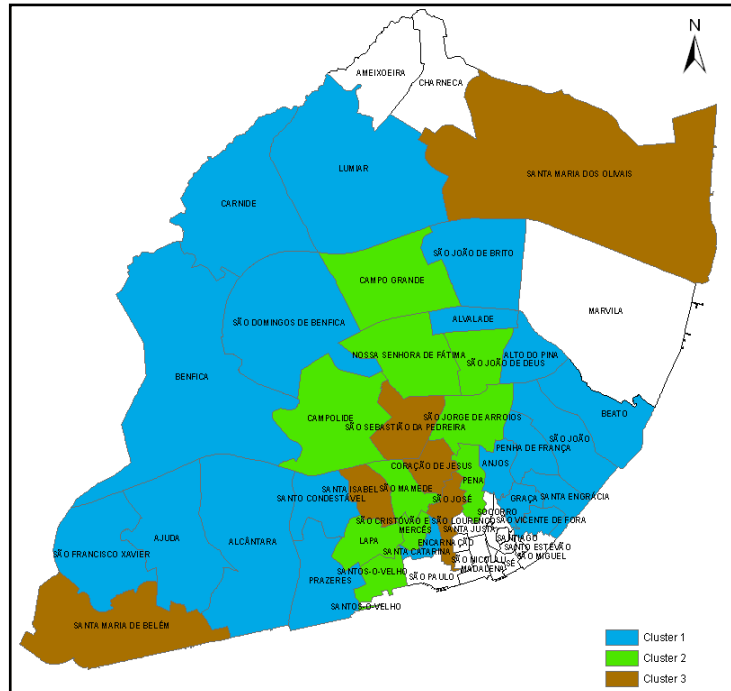 N
AMEIXOEIRA
CHARNECA
LUMIAR
SANTA MARIA DOS OLIVAIS
CARNIDE
SÃO JOÃO DE BRITO
CAMPO GRANDE
MARVILA
SÃO DOMINGOS DE BENFICA
ALVALADE
NOSSA SENHORA DE FÁTIMA
ALTO DO PINA
SÃO JOÃO DE DEUS
BENFICA
CAMPOLIDE
SÃO JORGE DE ARROIOS
BEATO
SÃO SEBASTIÃO DA PEDREIRA
SÃO JOÃO
PENHA DE FRANÇA
CORAÇÃO DE JESUS
ANJOS
SANTA ISABEL
SÃO MAMEDE
PENA
SANTO CONDESTÁVEL
SÃO JOSÉ
GRAÇA
SANTA ENGRÁCIA
SOCORRO
SÃO CRISTOVÃO E SÃO LOURENÇO
SÃO VICENTE DE FORA
MERCÊS
SANTA JUSTA
LAPA
ENCARNAÇÃO
SANTIAGO
ALCÂNTARA
AJUDA
SANTO ESTÊVÃO
SÃO FRANCISCO XAVIER
SANTA CATARINA
SÃO NICOLAU
SÃO MIGUEL
MADALENA
SÉ
SANTOS-O-VELHO
SÃO PAULO
PRAZERES
SANTOS-O-VELHO
SANTA MARIA DE BELÉM
Cluster 1
Cluster 2
Cluster 3